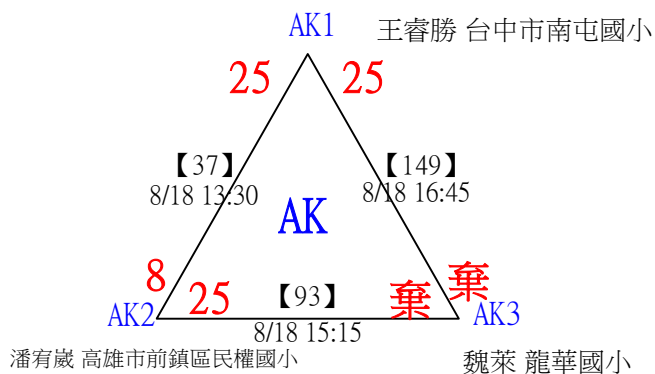 AK1
王睿勝 台中市南屯國小
25
25
【37】
8/18 13:30
【149】
8/18 16:45
AK
8
25
【93】
8/18 15:15
棄
棄
AK2
AK3
潘宥崴 高雄市前鎮區民權國小
魏萊 龍華國小